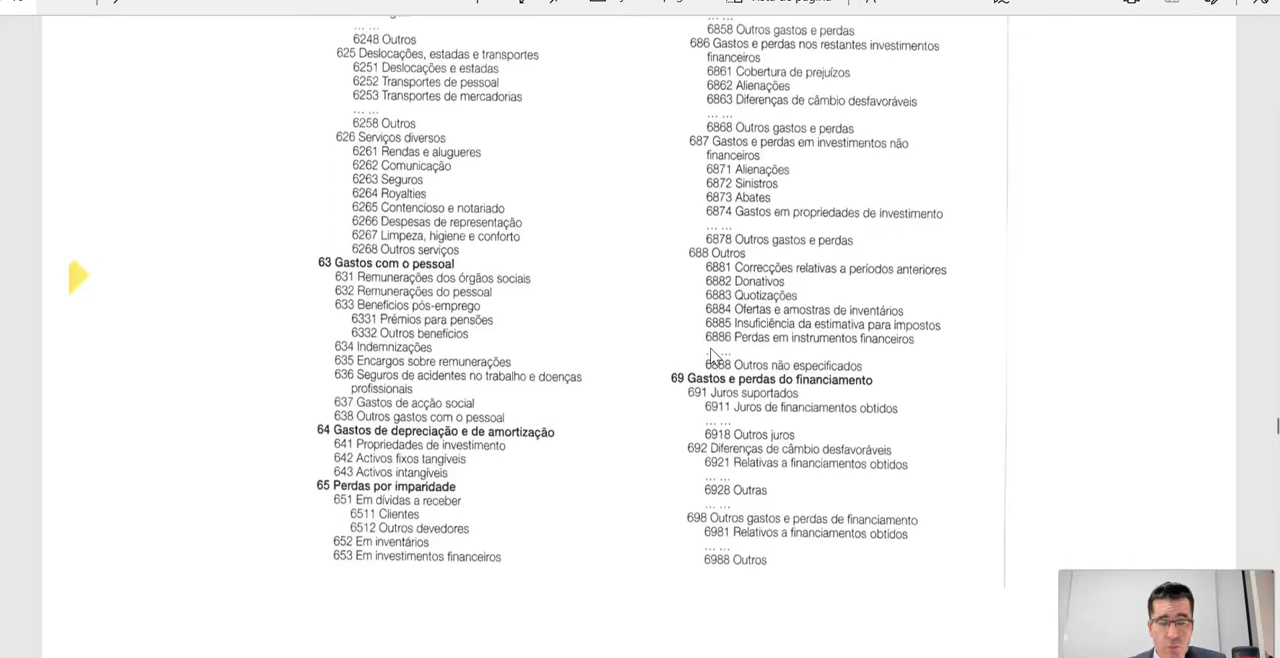 ... ...
6248 Outros
625 Deslocações, estadas e transportes
6251 Deslocações e estadas
6252 Transportes de pessoal
6253 Transportes de mercadorias
... ...
6258 Outros
626 Serviços diversos
6261 Rendas e alugueres
6262 Comunicação
6263 Seguros
6264 Royalties
6265 Contencioso e notariado
6266 Despesas de representação
6267 Limpeza, higiene e conforto
6268 Outros serviços
63 Gastos com o pessoal
631 Remunerações dos órgãos sociais
632 Remunerações do pessoal
633 Benefícios pós-emprego
6331 Prémios para pensões
6332 Outros benefícios
634 Indemnizações
635 Encargos sobre remunerações
636 Seguros de acidentes no trabalho e doenças
profissionais
637 Gastos de acção social
638 Outros gastos com o pessoal
64 Gastos de depreciação e de amortização
641 Propriedades de investimento
642 Activos fixos tangíveis
643 Activos intangíveis
65 Perdas por imparidade
651 Em dívidas a receber
6511 Clientes
6512 Outros devedores
652 Em inventários
653 Em investimentos financeiros
... ...
6858 Outros gastos e perdas
686 Gastos e perdas nos restantes investimentos
financeiros
6861 Cobertura de prejuízos
6862 Alienações
6863 Diferenças de câmbio desfavoráveis
... ...
6868 Outros gastos e perdas
687 Gastos e perdas em investimentos não
financeiros
6871 Alienações
6872 Sinistros
6873 Abates
6874 Gastos em propriedades de investimento
... ...
6878 Outros gastos e perdas
688 Outros
6881 Correcções relativas a períodos anteriores
6882 Donativos
6883 Quotizações
6884 Ofertas e amostras de inventários
6885 Insuficiência da estimativa para impostos
6886 Perdas em instrumentos financeiros
... ...
6888 Outros não especificados
69 Gastos e perdas do financiamento
691 Juros suportados
6911 Juros de financiamentos obtidos
... ...
6918 Outros juros
692 Diferenças de câmbio desfavoráveis
6921 Relativas a financiamentos obtidos
... ...
6928 Outras
... ...
698 Outros gastos e perdas de financiamento
6981 Relativos a financiamentos obtidos
... ...
6988 Outros